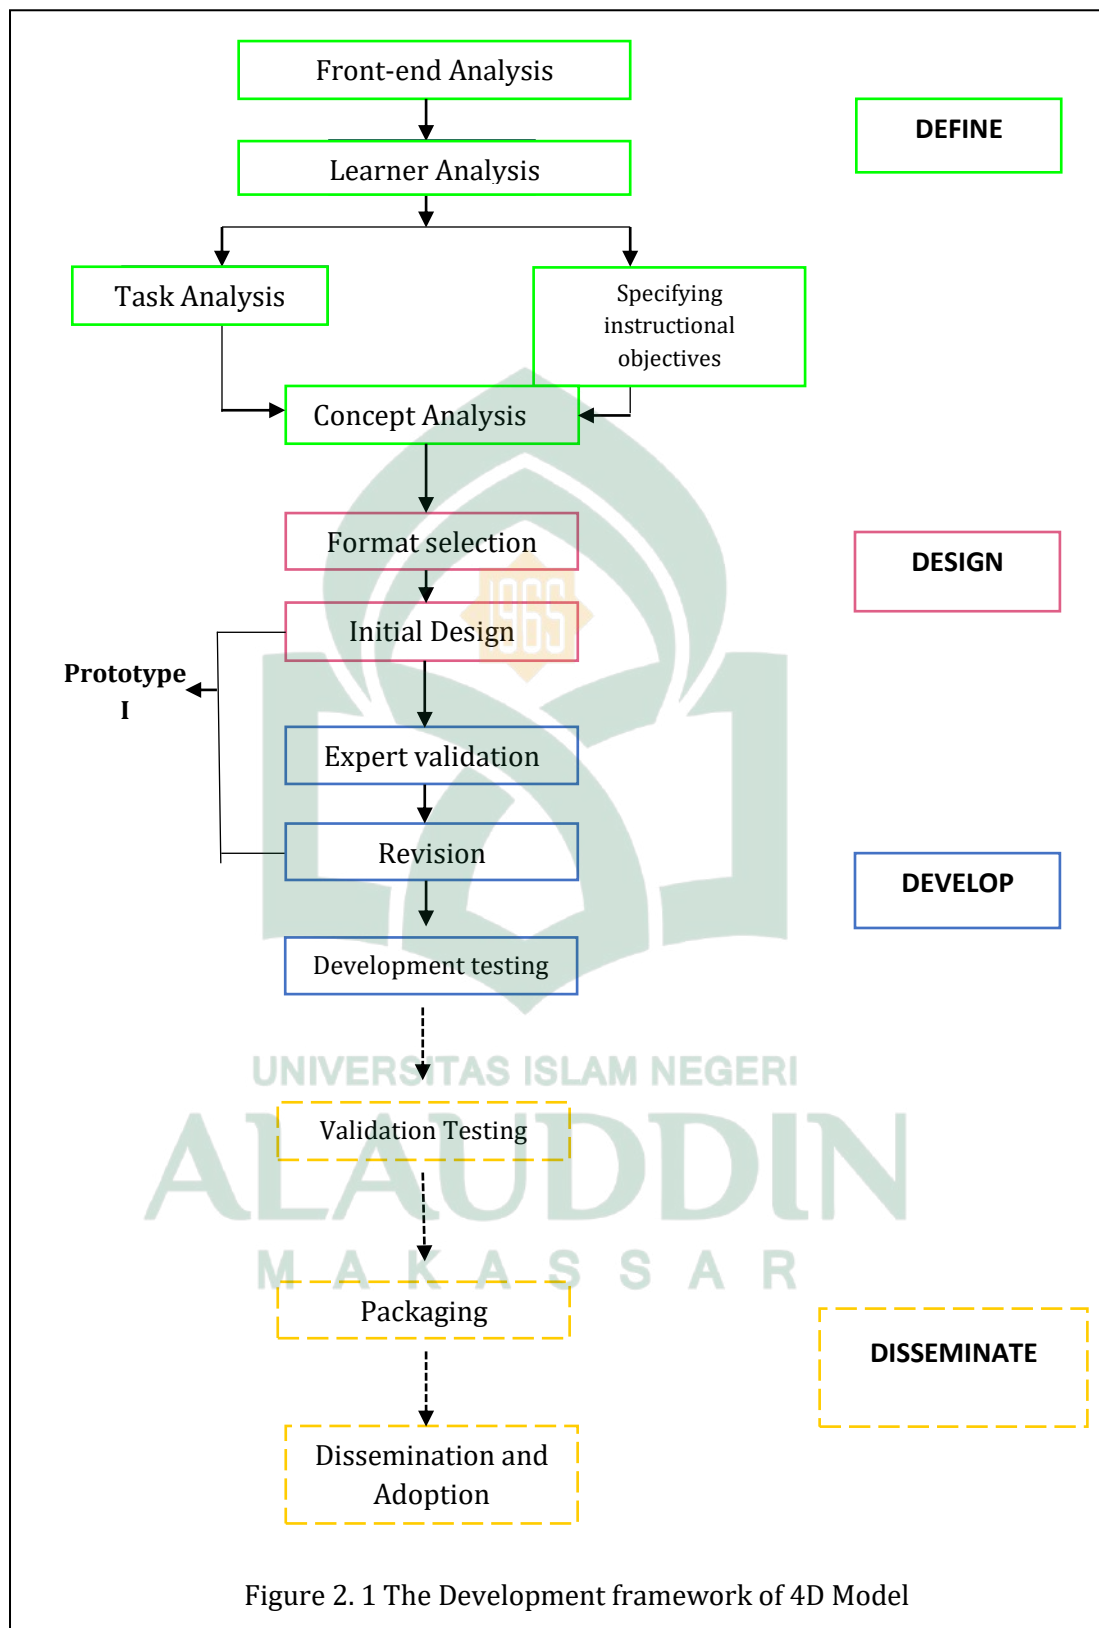 Front-end Analysis
DEFINE
Learner Analysis
Task Analysis
Specifying
instructional
objectives
Concept Analysis
Format selection
DESIGN
1965
Initial Design
Prototype
I
Expert validation
Revision
DEVELOP
Development testing
UNIVERSITAS ISLAM NEGERI
Validation Testing
ALAUDDIN
MAKASSAR
Packaging
DISSEMINATE
Dissemination and
Adoption
Figure 2. 1 The Development framework of 4D Model